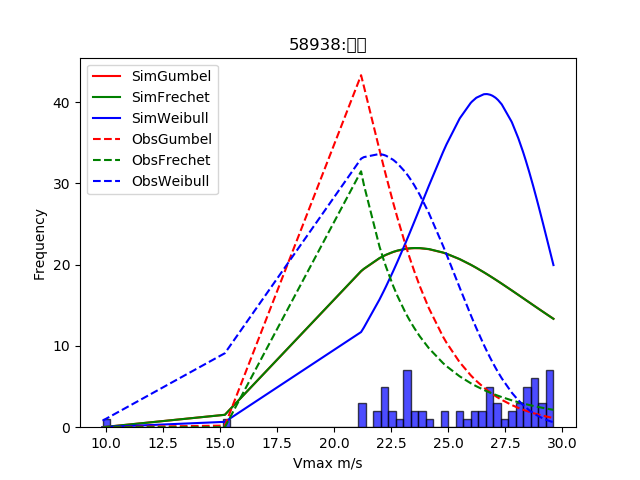 58938:
SimGumbel
SimFrechet
SimWeibull
ObsGumbel
ObsFrechet
ObsWeibull
Frequency
40
30
20
10
0
10.0 12.5 15.0 17.5 20.0 22.5 25.0 27.5 30.0
Vmax m/s